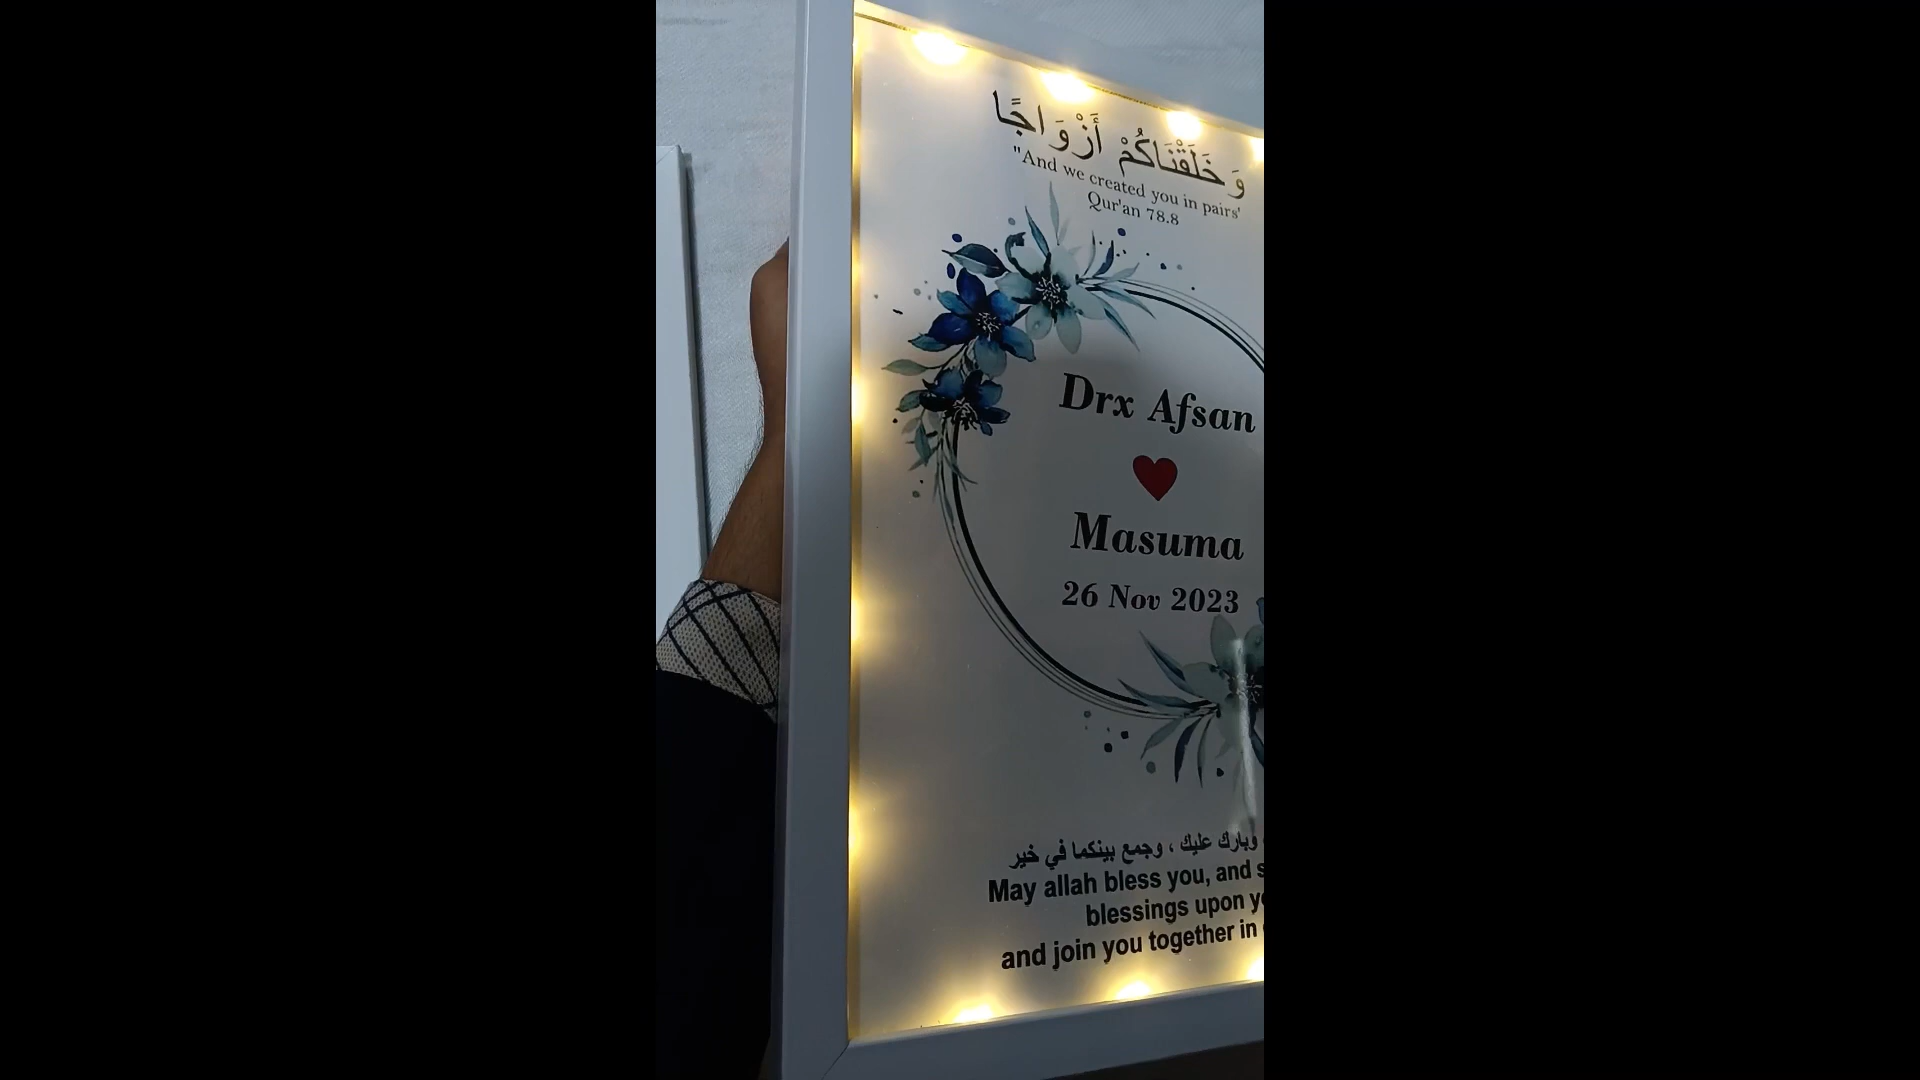 وَخَلَقْنَاكُمْ أَزْوَاجًا
"And we created you in pairs'
Qur'an 78.8
Drx Afsan
Masuma
26 Nov 2023
وبارك عليك ، وجمع بينكما في خير
May allah bless you, and
blessings upon
and join you together in